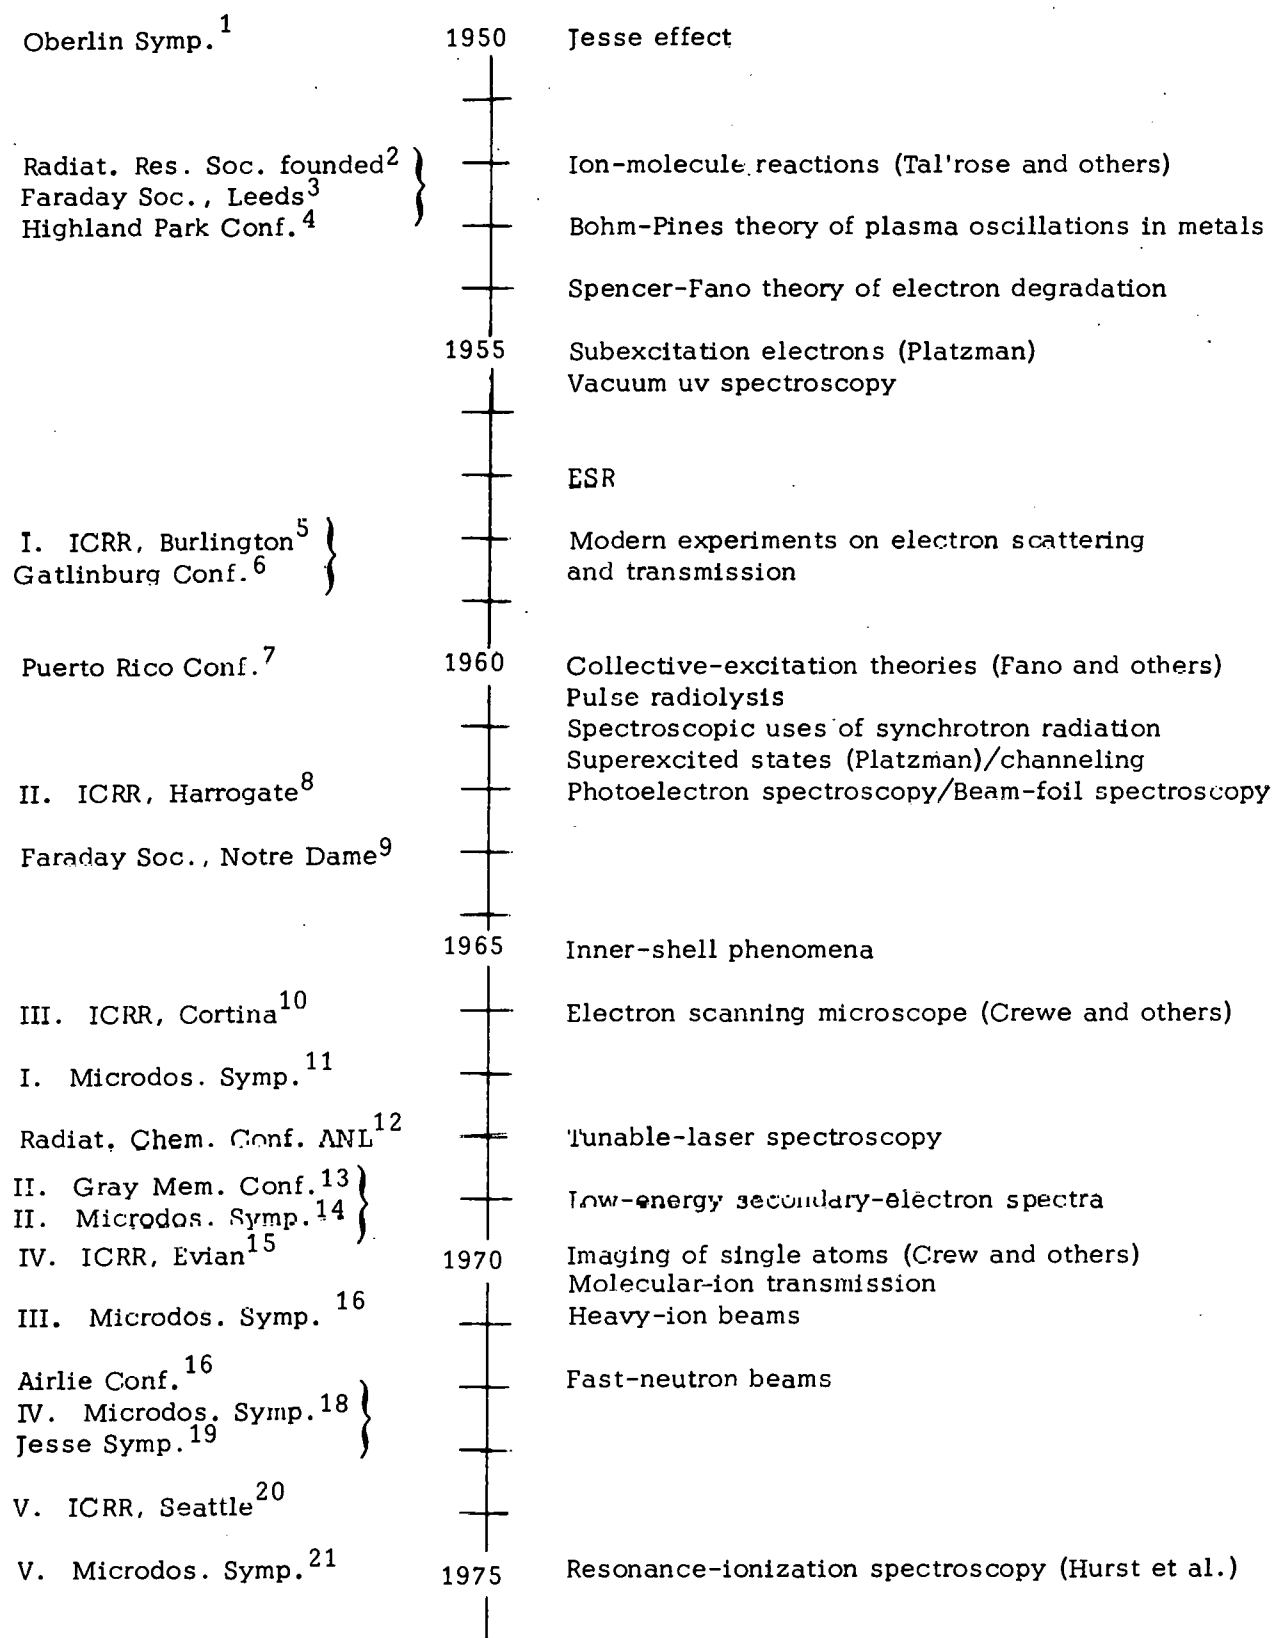 Oberlin Symp.1 1950 Jesse effect
Radiat. Res. Soc. founded2 Ion-molecule reactions (Tal'rose and others)
Faraday Soc., Leeds3
Highland Park Conf.4 Bohm-Pines theory of plasma oscillations in metals
Spencer-Fano theory of electron degradation
1955 Subexcitation electrons (Platzman)
Vacuum uv spectroscopy
ESR
I. ICRR, Burlington5 Modern experiments on electron scattering
Gatlinburg Conf.6 and transmission
Puerto Rico Conf.7 1960 Collective-excitation theories (Fano and others)
Pulse radiolysis
Spectroscopic uses of synchrotron radiation
Superexcited states (Platzman)/channeling
II. ICRR, Harrogate8 Photoelectron spectroscopy/Beam-foil spectroscopy
Faraday Soc., Notre Dame9
1965 Inner-shell phenomena
III. ICRR, Cortina10 Electron scanning microscope (Crewe and others)
I. Microdos. Symp.11
Radiat. Chem. Conf. ANL12 Tunable-laser spectroscopy
II. Gray Mem. Conf.13
II. Microdos. Symp.14 Low-energy secondary-electron spectra
IV. ICRR, Evian15 1970 Imaging of single atoms (Crew and others)
Molecular-ion transmission
III. Microdos. Symp. 16 Heavy-ion beams
Airlie Conf.16 Fast-neutron beams
IV. Microdos. Symp.18
Jesse Symp.19
V. ICRR, Seattle20
V. Microdos. Symp.21 1975 Resonance-ionization spectroscopy (Hurst et al.)